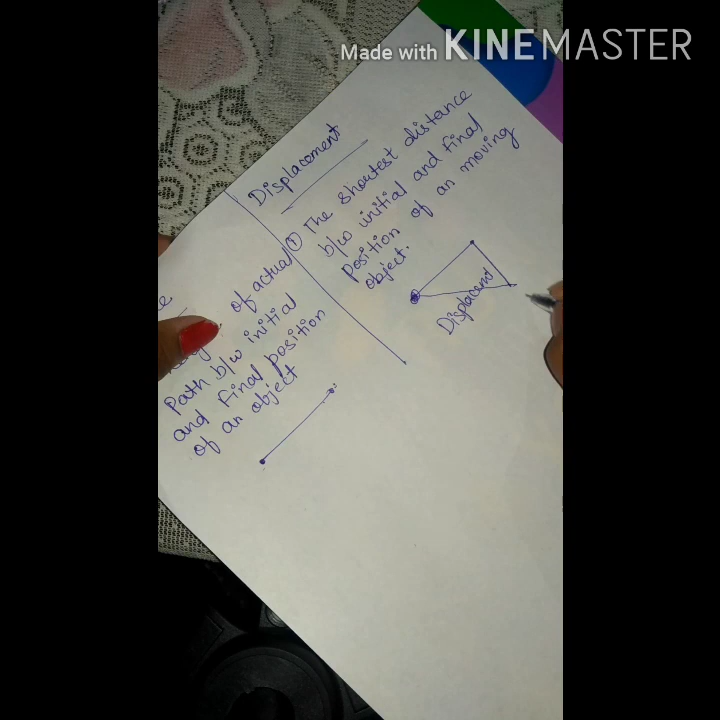 Made with KINEMASTER
Displacement
① The shortest distance
b/w initial and final
position of an moving
object.
Displacement
of actual
Path b/w initial
and final position
of an object